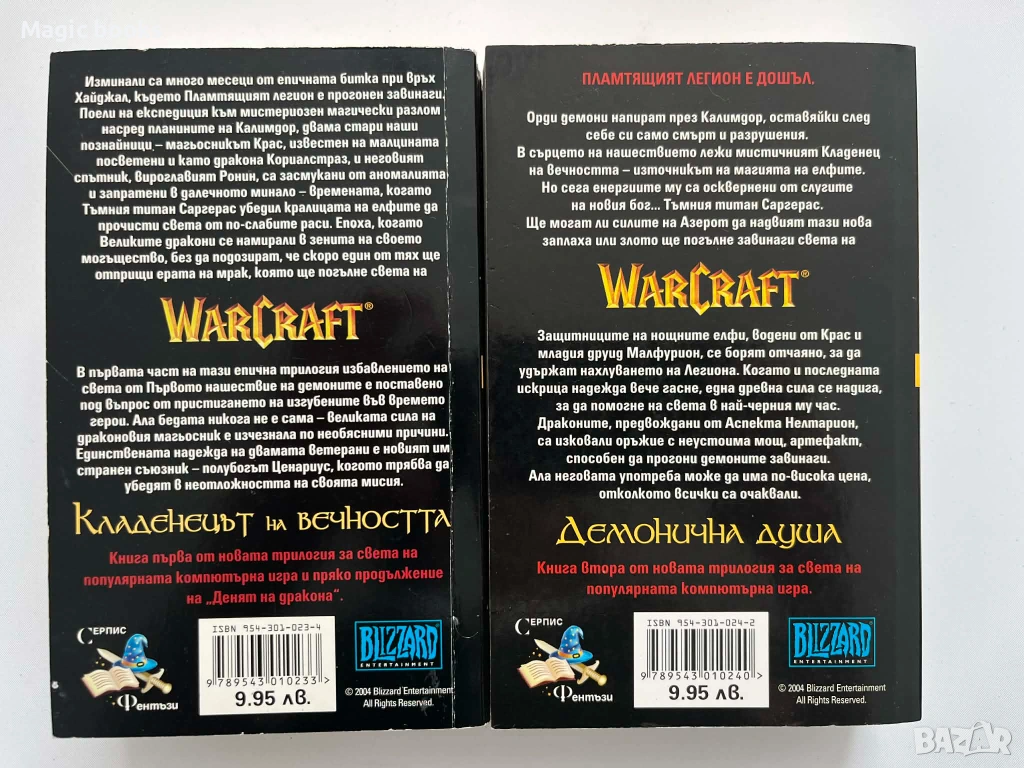 Magic bo
Изминали са много месеци от епичната битка при връх
Хайджал, където Пламтящият легион е прогонен завинаги.
Поели на експедиция към мистериозен магически разлом
насред планините на Калимдор, двама стари наши
познайници – магьосникът Крас, известен на малцината
посветени и като дракона Кориалстраз, и неговият
спътник, вироглавият Ронин, са засмукани от аномалията
и запратени в далечното минало – времената, когато
Тъмния титан Саргерас убедил кралицата на елфите да
прочисти света от по-слабите раси. Епоха, когато
Великите дракони се намирали в зенита на своето
могъщество, без да подозират, че скоро един от тях ще
отприщи ерата на мрак, която ще погълне света на
WARCRAFT®
В първата част на тази епична трилогия избавлението на
света от Първото нашествие на демоните е поставено
под въпрос от пристигането на изгубените във времето
герои. Ала бедата никога не е сама – великата сила на
драконовия магьосник е изчезнала по необясними причини.
Единствената надежда на двамата ветерани е новият им
странен съюзник – полубогът Ценариус, когото трябва да
убедят в неотложността на своята мисия.
Кладенецът на вечността
Книга първа от новата трилогия за света на
популярната компютърна игра и пряко продължение
на „Денят на дракона“.
Серпис
Фентъзи
ISBN 954-301-023-4
9 789543 010233 >
9.95 лв.
BLIZZARD
ENTERTAINMENT
© 2004 Blizzard Entertainment
All Rights Reserved.
ПЛАМТЯЩИЯТ ЛЕГИОН Е ДОШЪЛ.
Орди демони напират през Калимдор, оставяйки след
себе си само смърт и разрушения.
В сърцето на нашествието лежи мистичният Кладенец
на вечността – източникът на магията на елфите.
Но сега енергиите му са осквернени от слугите
на новия бог... Тъмния титан Саргерас.
Ще могат ли силите на Азерот да надвият тази нова
заплаха или злото ще погълне завинаги света на
WARCRAFT®
Защитниците на нощните елфи, водени от Крас и
младия друид Малфурион, се борят отчаяно, за да
удържат нахлуването на Легиона. Когато и последната
искрица надежда вече гасне, една древна сила се надига,
за да помогне на света в най-черния му час.
Драконите, предвождани от Аспекта Нелтарион,
са изковали оръжие с неустоима мощ, артефакт,
способен да прогони демоните завинаги.
Ала неговата употреба може да има по-висока цена,
отколкото всички са очаквали.
Демонична душа
Книга втора от новата трилогия за света на
популярната компютърна игра.
Серпис
Фентъзи
ISBN 954-301-024-2
9 789543 010240 >
9.95 лв.
BLIZZARD
ENTERTAINMENT
© 2004 Blizzard Entertainment
All Rights Reserved.
BAZAR